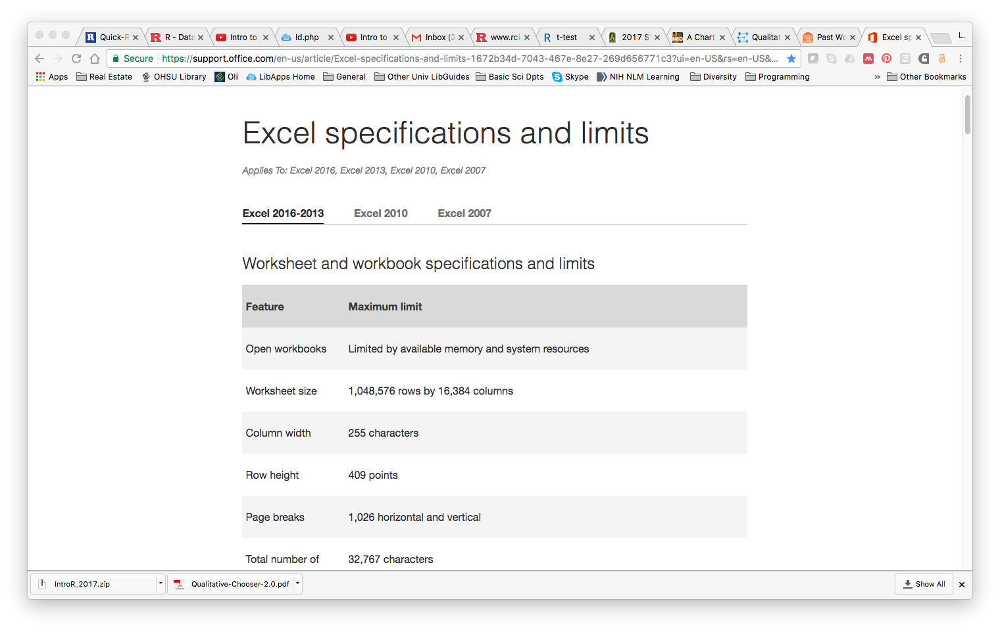 Quick-R R - Data Intro to ld.php Intro to Inbox (3 www.rci t-test 2017 ST A Chart Qualitat Past Wo Excel sp L.
Secure https://support.office.com/en-us/article/Excel-specifications-and-limits-1672b34d-7043-467e-8e27-269d656771c3?ui=en-US&rs=en-US&...
Apps Real Estate OHSU Library Oli LibApps Home General Other Univ LibGuides Basic Sci Dpts Skype NIH NLM Learning Diversity Programming » Other Bookmarks
Excel specifications and limits
Applies To: Excel 2016, Excel 2013, Excel 2010, Excel 2007
Excel 2016-2013 Excel 2010 Excel 2007
Worksheet and workbook specifications and limits
Feature Maximum limit
Open workbooks Limited by available memory and system resources
Worksheet size 1,048,576 rows by 16,384 columns
Column width 255 characters
Row height 409 points
Page breaks 1,026 horizontal and vertical
Total number of 32,767 characters
IntroR_2017.zip Qualitative-Chooser-2.0.pdf Show All